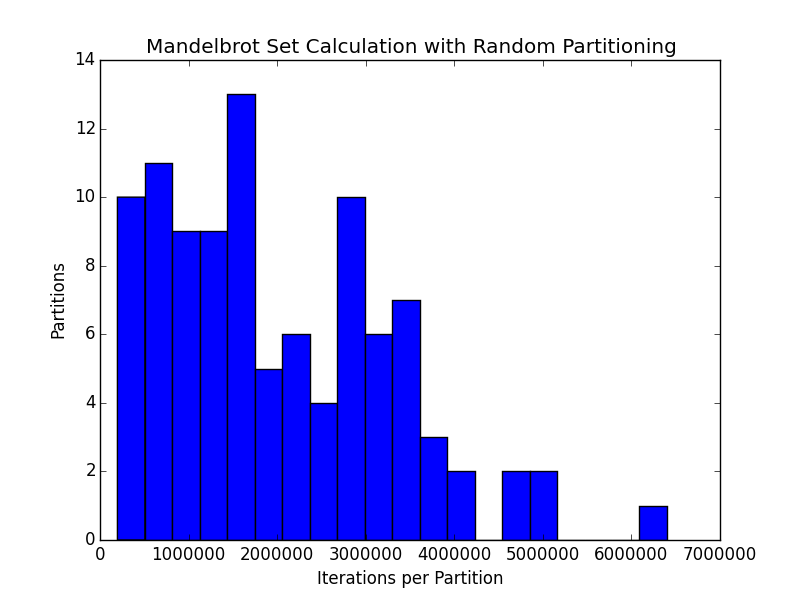 Mandelbrot Set Calculation with Random Partitioning
14
12
10
8
6
4
2
0
Partitions
0 1000000 2000000 3000000 4000000 5000000 6000000 7000000
Iterations per Partition